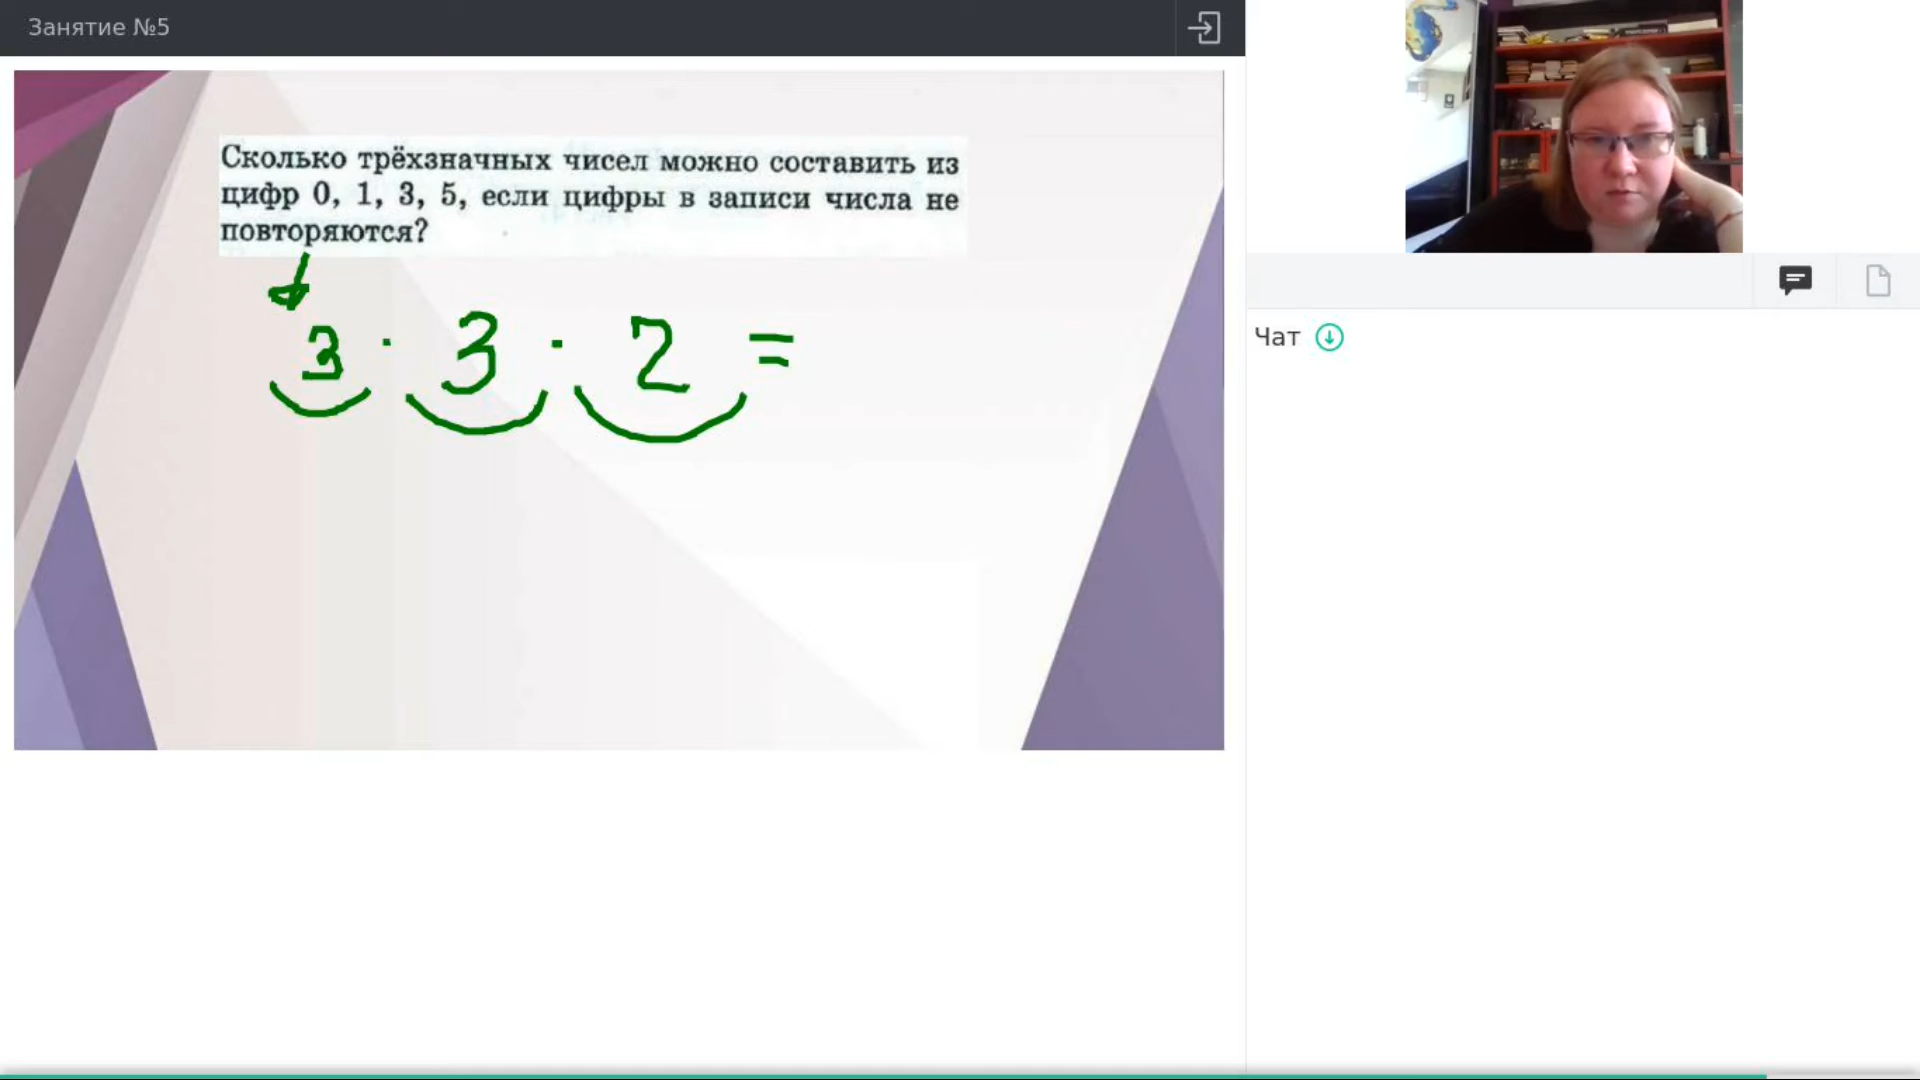 Занятие №5
Сколько трёхзначных чисел можно составить из
цифр 0, 1, 3, 5, если цифры в записи числа не
повторяются?
3 · 3 · 2 =
Чат